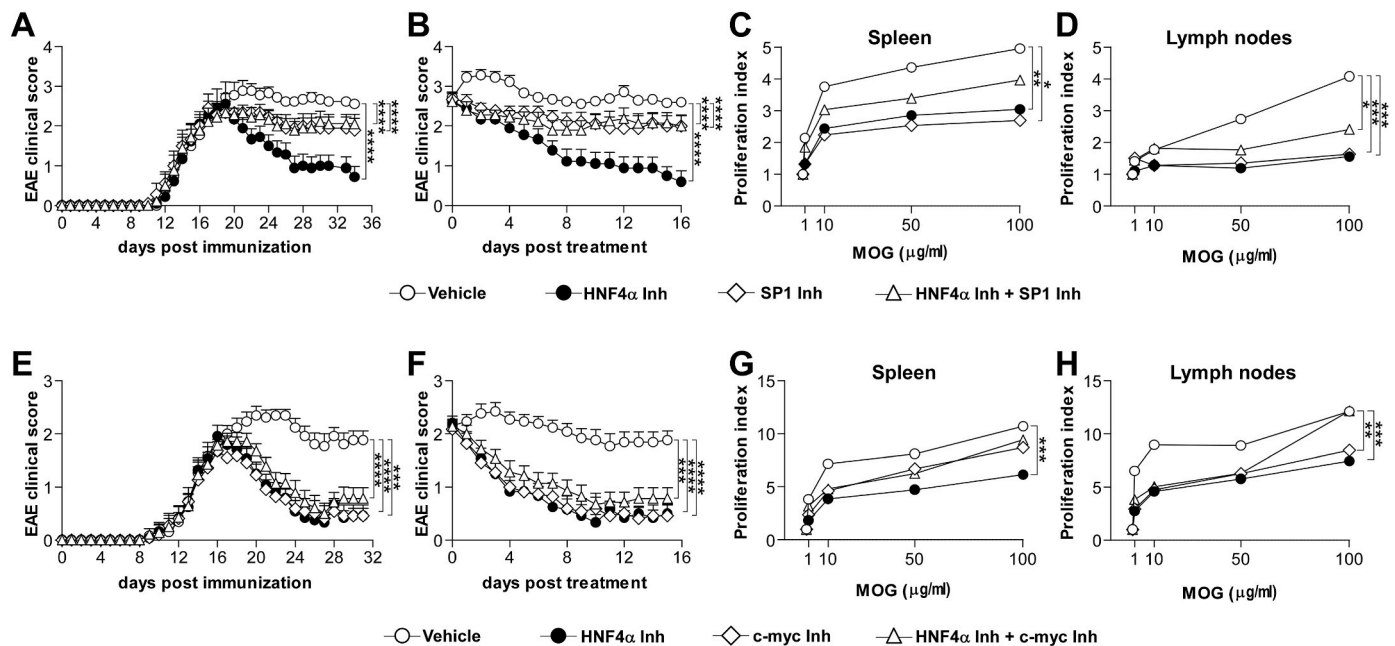 A
EAE clinical score
4
3
2
1
0
0 4 8 12 16 20 24 28 32 36
days post immunization
****
****
****
B
EAE clinical score
4
3
2
1
0
0 4 8 12 16
days post treatment
****
****
****
C
Spleen
Proliferation index
5
4
3
2
1
0
1 10 50 100
MOG (μg/ml)
**
*
D
Lymph nodes
Proliferation index
5
4
3
2
1
0
1 10 50 100
MOG (μg/ml)
*
***
***
Vehicle HNF4α Inh SP1 Inh HNF4α Inh + SP1 Inh
E
EAE clinical score
3
2
1
0
0 4 8 12 16 20 24 28 32
days post immunization
****
****
***
F
EAE clinical score
3
2
1
0
0 4 8 12 16
days post treatment
****
****
****
G
Spleen
Proliferation index
15
10
5
0
1 10 50 100
MOG (μg/ml)
***
H
Lymph nodes
Proliferation index
15
10
5
0
1 10 50 100
MOG (μg/ml)
**
***
Vehicle HNF4α Inh c-myc Inh HNF4α Inh + c-myc Inh